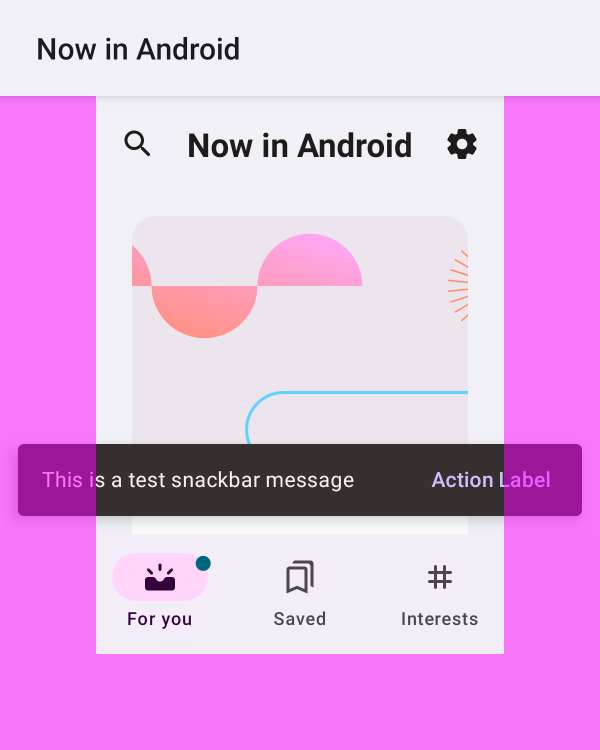 Now in Android
Now in Android
This is a test snackbar message Action Label
For you Saved Interests